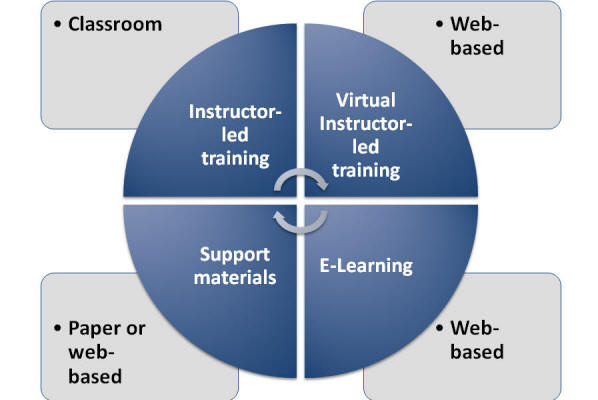 • Classroom
• Web-
based
Instructor-
led
training
Virtual
Instructor-
led
training
Support
materials
E-Learning
• Paper or
web-
based
• Web-
based